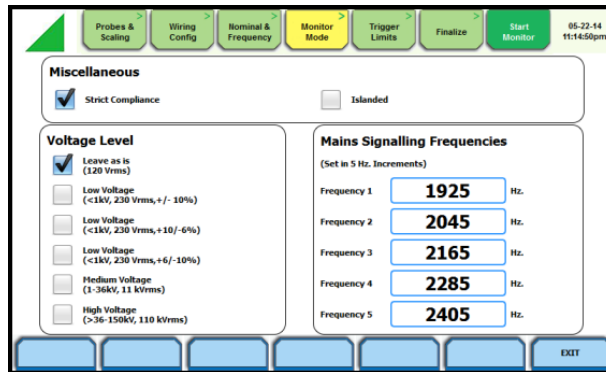 Probes &
Scaling
Wiring
Config
Nominal &
Frequency
Monitor
Mode
Trigger
Limits
Finalize
Start
Monitor
05-22-14
11:14:50pm
Miscellaneous
Strict Compliance
Islanded
Voltage Level
Leave as is
(120 Vrms)
Low Voltage
(<1kV, 230 Vrms,+/- 10%)
Low Voltage
(<1kV, 230 Vrms,+10/-6%)
Low Voltage
(<1kV, 230 Vrms,+6/-10%)
Medium Voltage
(1-36kV, 11 kVrms)
High Voltage
(>36-150kV, 110 kVrms)
Mains Signalling Frequencies
(Set in 5 Hz. Increments)
Frequency 1 1925 Hz.
Frequency 2 2045 Hz.
Frequency 3 2165 Hz.
Frequency 4 2285 Hz.
Frequency 5 2405 Hz.
EXIT